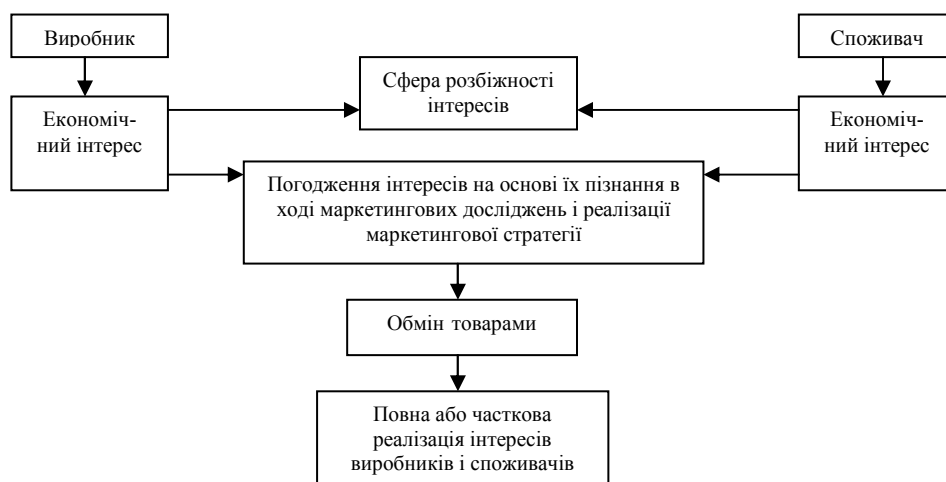 Виробник
Споживач
Сфера розбіжності
інтересів
Економіч-
ний інтерес
Економіч-
ний інтерес
Погодження інтересів на основі їх пізнання в
ході маркетингових досліджень і реалізації
маркетингової стратегії
Обмін товарами
Повна або часткова
реалізація інтересів
виробників і споживачів